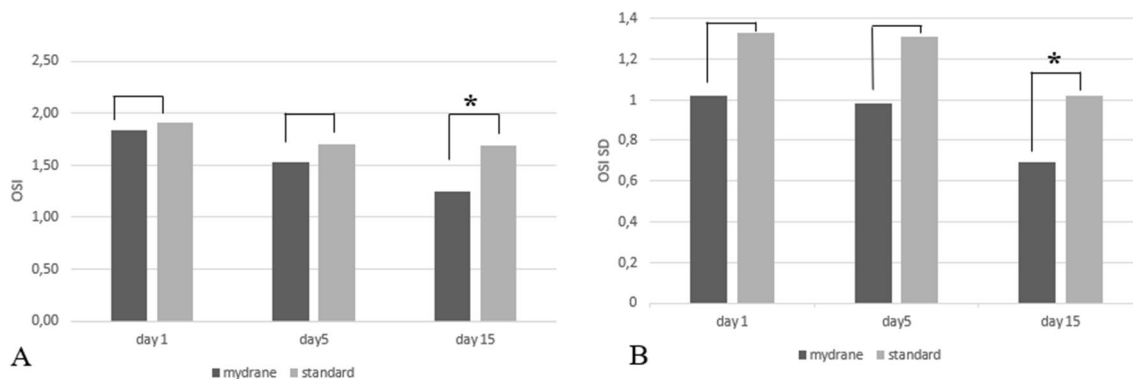 2,50
2,00
*
1,50
OSI
1,00
0,50
0,00
day 1
day5
day 15
mydrane
standard
A
1,4
1,2
*
1
0,8
OSI SD
0,6
0,4
0,2
0
day 1
day5
day 15
mydrane
standard
B